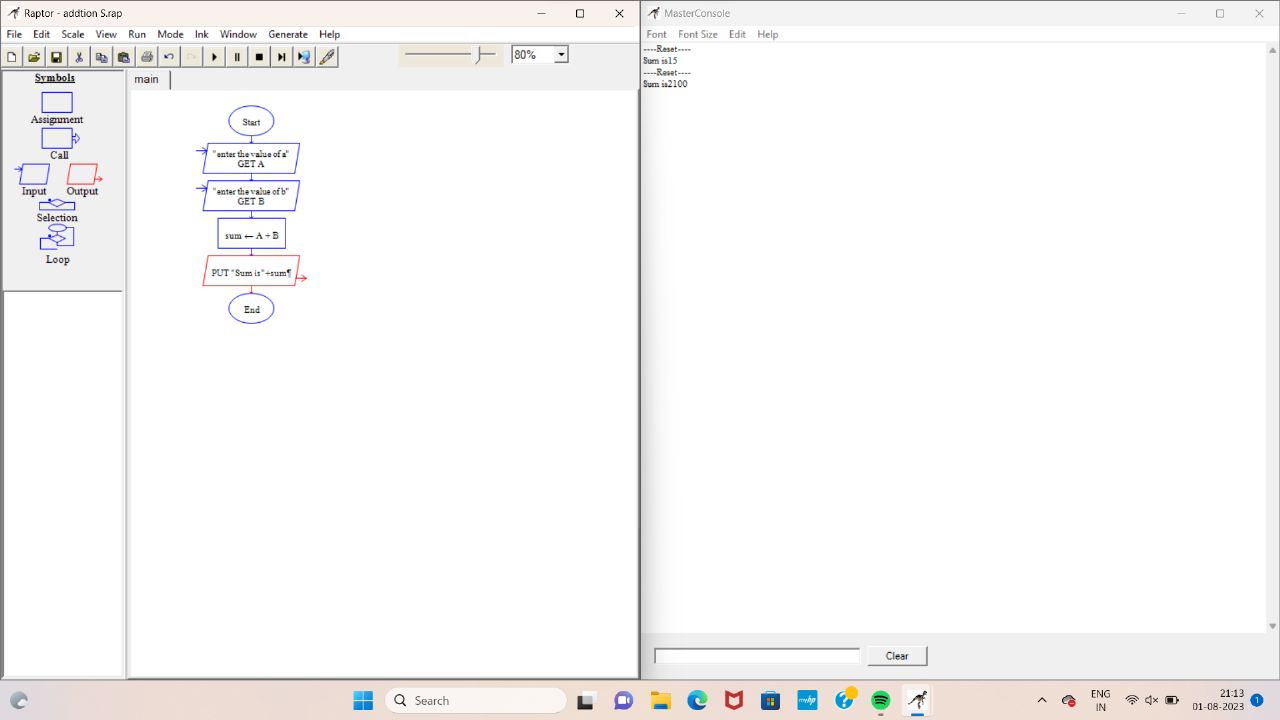 Raptor - addtion S.rap
File Edit Scale View Run Mode Ink Window Generate Help
80%
Symbols
Assignment
Call
Input Output
Selection
Loop
main
Start
"enter the value of a"
GET A
"enter the value of b"
GET B
sum ← A + B
PUT "Sum is"+sum¶
End
MasterConsole
Font Font Size Edit Help
----Reset----
Sum is15
----Reset----
Sum is2100
Clear
Search
myhp
ENG
IN
01-08-2023
1